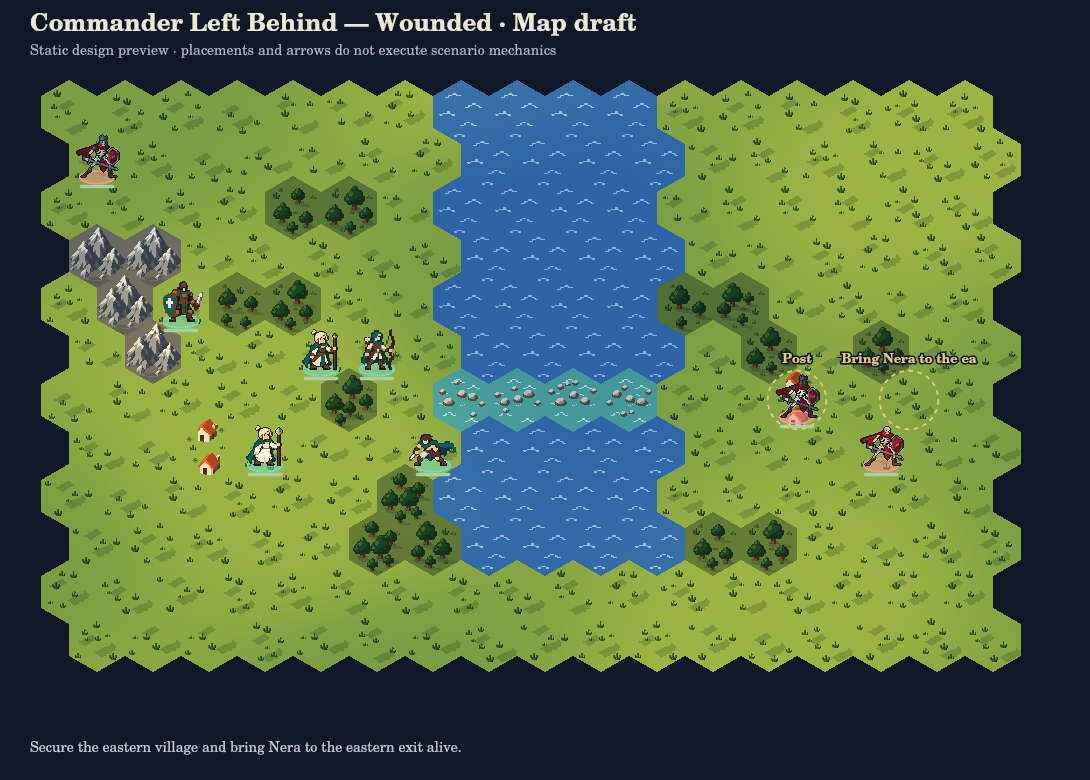 Commander Left Behind — Wounded · Map draft
Static design preview · placements and arrows do not execute scenario mechanics
Post
Bring Nera to the ea
Secure the eastern village and bring Nera to the eastern exit alive.